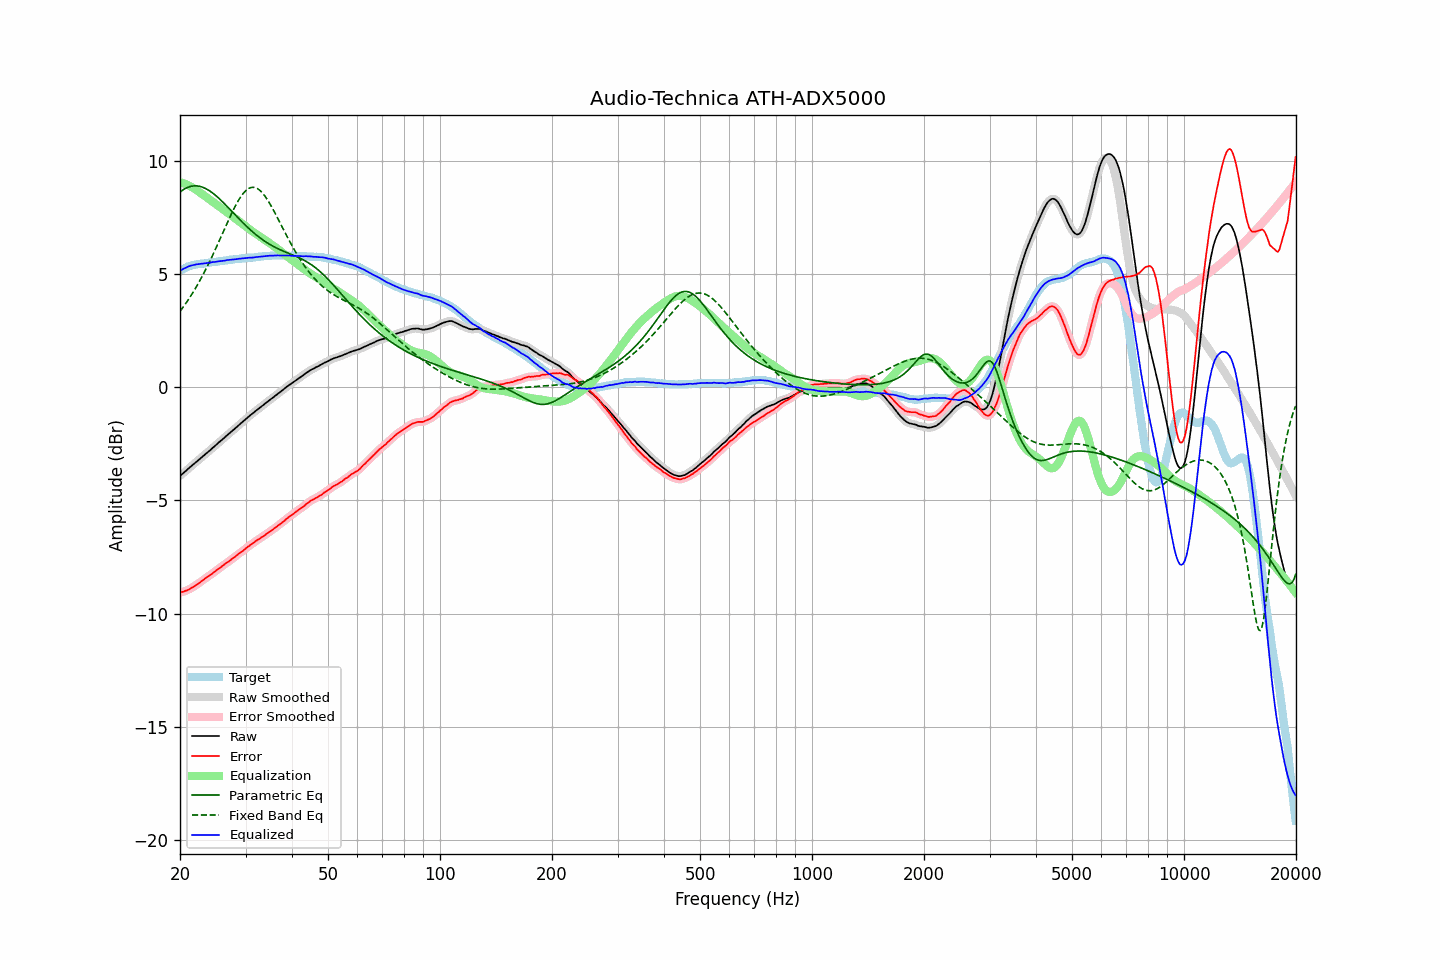 Audio-Technica ATH-ADX5000
Amplitude (dBr)
10
5
0
−5
−10
−15
−20
Target
Raw Smoothed
Error Smoothed
Raw
Error
Equalization
Parametric Eq
Fixed Band Eq
Equalized
20 50 100 200 500 1000 2000 5000 10000 20000
Frequency (Hz)